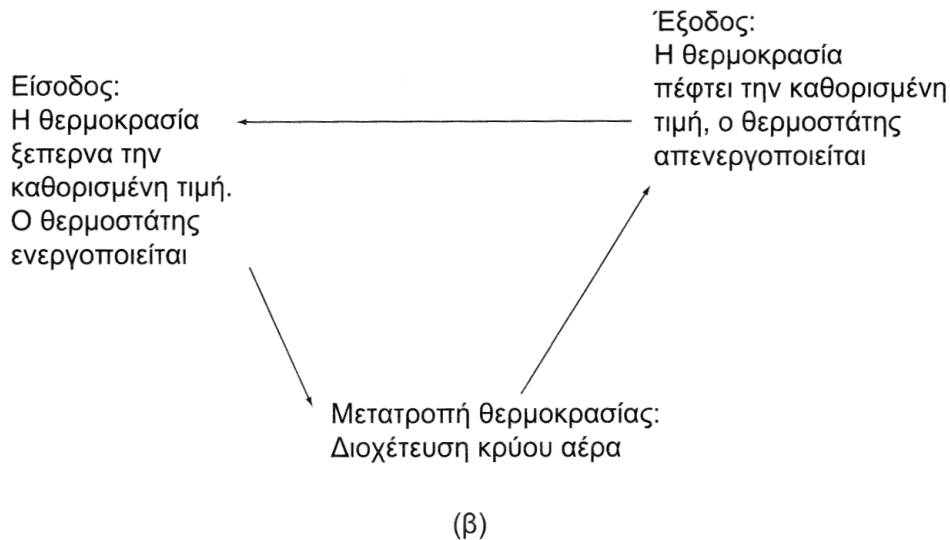 Είσοδος:
Η θερμοκρασία
ξεπερνα την
καθορισμένη τιμή.
Ο θερμοστάτης
ενεργοποιείται
Έξοδος:
Η θερμοκρασία
πέφτει την καθορισμένη
τιμή, ο θερμοστάτης
απενεργοποιείται
Μετατροπή θερμοκρασίας:
Διοχέτευση κρύου αέρα
(β)